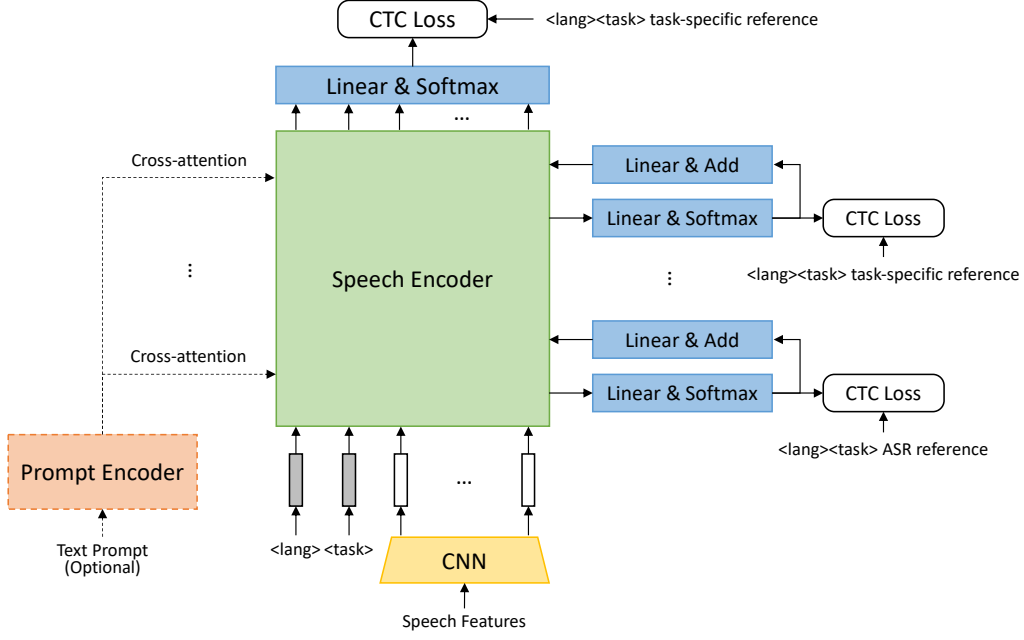 CTC Loss
<lang><task> task-specific reference
Linear & Softmax
...
Cross-attention
Linear & Add
Linear & Softmax
CTC Loss
<lang><task> task-specific reference
...
Speech Encoder
...
Cross-attention
Linear & Add
Linear & Softmax
CTC Loss
<lang><task> ASR reference
Prompt Encoder
...
Text Prompt
(Optional)
<lang> <task>
CNN
Speech Features